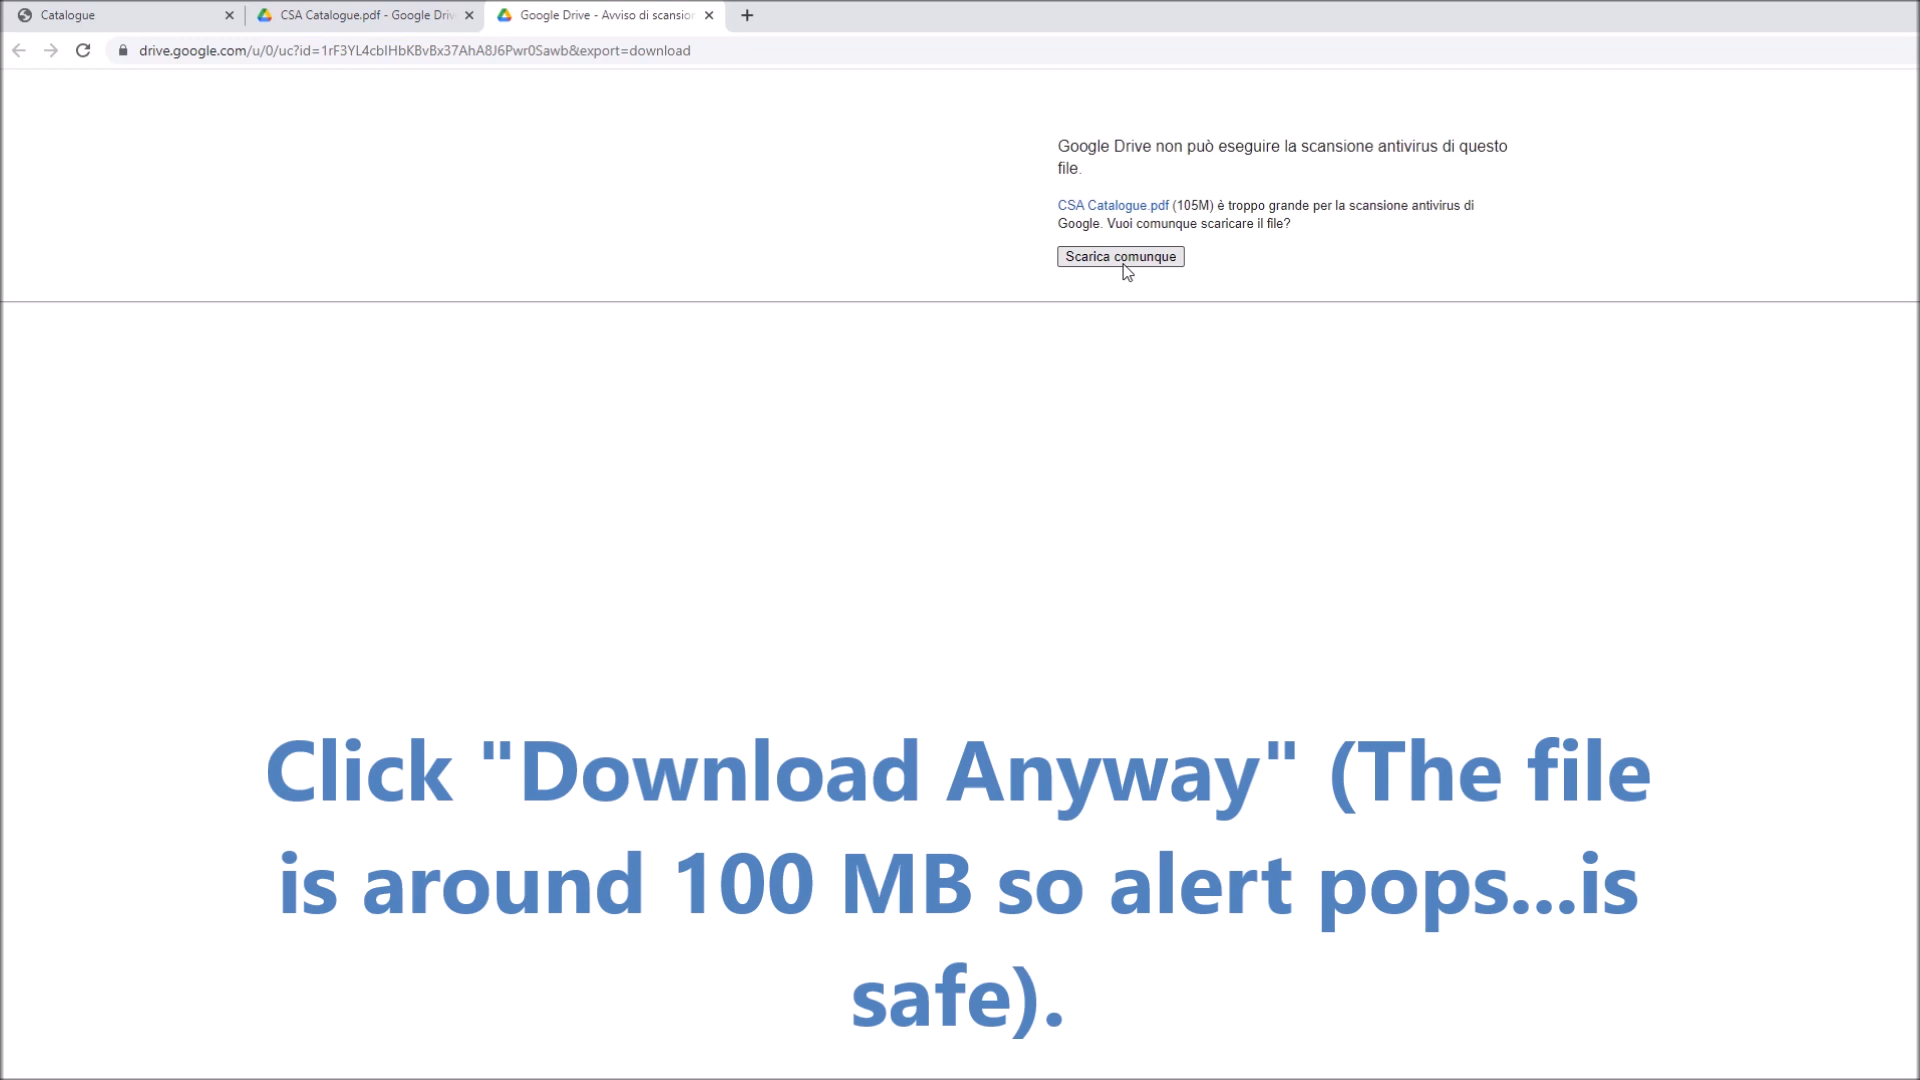 Catalogue
CSA Catalogue.pdf - Google Driv
Google Drive - Avviso di scansion
drive.google.com/u/0/uc?id=1rF3YL4cbIHbKBvBx37AhA8J6Pwr0Sawb&export=download
Google Drive non può eseguire la scansione antivirus di questo
file.
CSA Catalogue.pdf (105M) è troppo grande per la scansione antivirus di
Google. Vuoi comunque scaricare il file?
Scarica comunque
Click "Download Anyway" (The file
is around 100 MB so alert pops...is
safe).